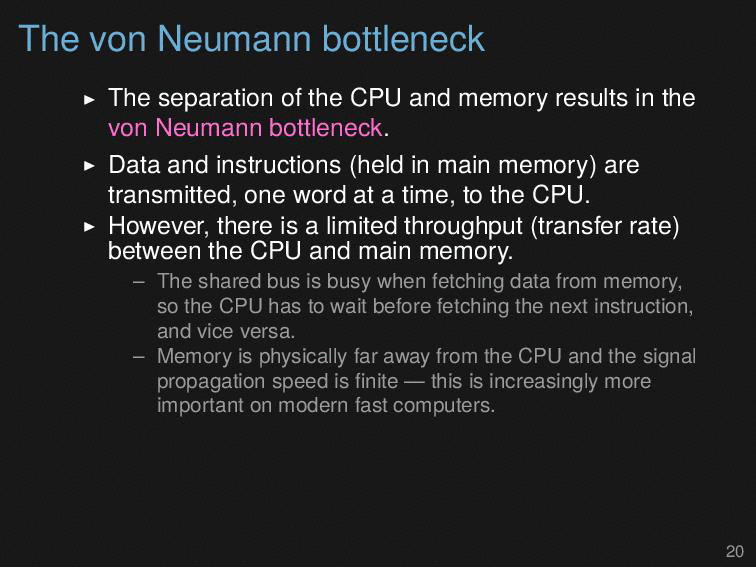 The von Neumann bottleneck
▶ The separation of the CPU and memory results in the
von Neumann bottleneck.
▶ Data and instructions (held in main memory) are
transmitted, one word at a time, to the CPU.
▶ However, there is a limited throughput (transfer rate)
between the CPU and main memory.
– The shared bus is busy when fetching data from memory,
so the CPU has to wait before fetching the next instruction,
and vice versa.
– Memory is physically far away from the CPU and the signal
propagation speed is finite — this is increasingly more
important on modern fast computers.
20